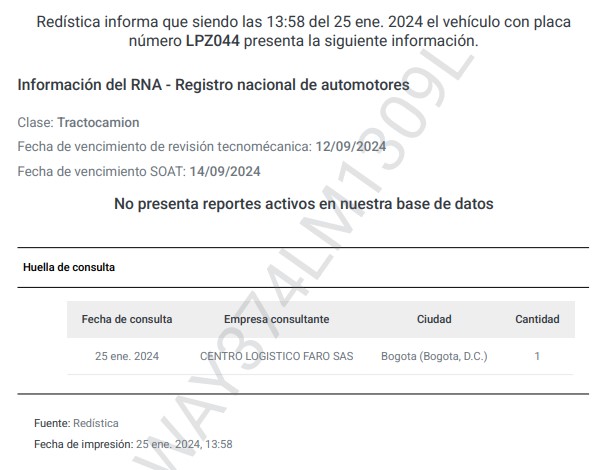 Redística informa que siendo las 13:58 del 25 ene. 2024 el vehículo con placa
número LPZ044 presenta la siguiente información.
Información del RNA - Registro nacional de automotores
Clase: Tractocamion
Fecha de vencimiento de revisión tecnomécanica: 12/09/2024
Fecha de vencimiento SOAT: 14/09/2024
No presenta reportes activos en nuestra base de datos
Huella de consulta
Fecha de consulta Empresa consultante Ciudad Cantidad
25 ene. 2024 CENTRO LOGISTICO FARO SAS Bogota (Bogota, D.C.) 1
Fuente: Redística
Fecha de impresión: 25 ene. 2024, 13:58
WAY374LM1309L